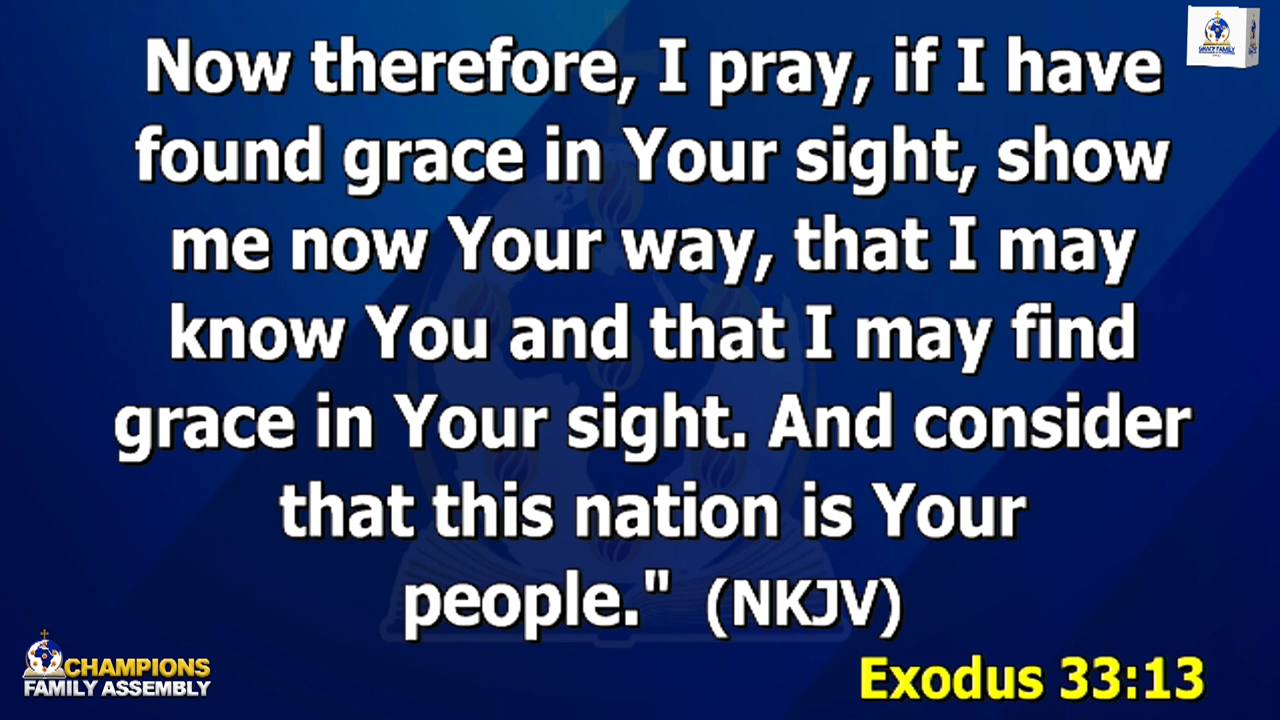 Now therefore, I pray, if I have
found grace in Your sight, show
me now Your way, that I may
know You and that I may find
grace in Your sight. And consider
that this nation is Your
people." (NKJV)
Exodus 33:13
CHAMPIONS
FAMILY ASSEMBLY
GRACE FAMILY